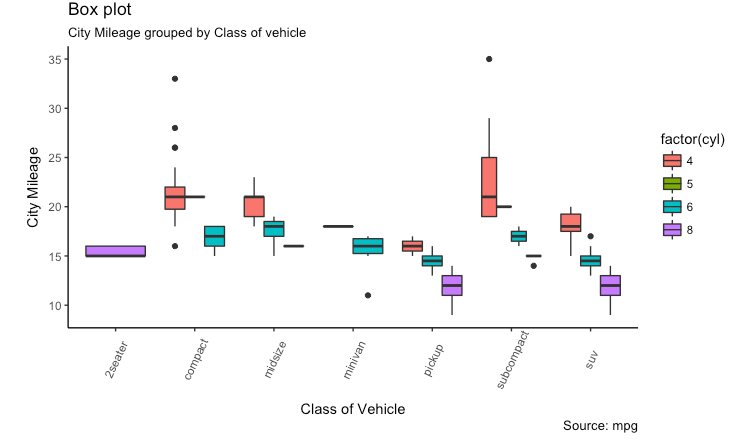 Box plot
City Mileage grouped by Class of vehicle
City Mileage
35
30
25
20
15
10
2seater
compact
midsize
minivan
pickup
subcompact
suv
Class of Vehicle
Source: mpg
factor(cyl)
4
5
6
8